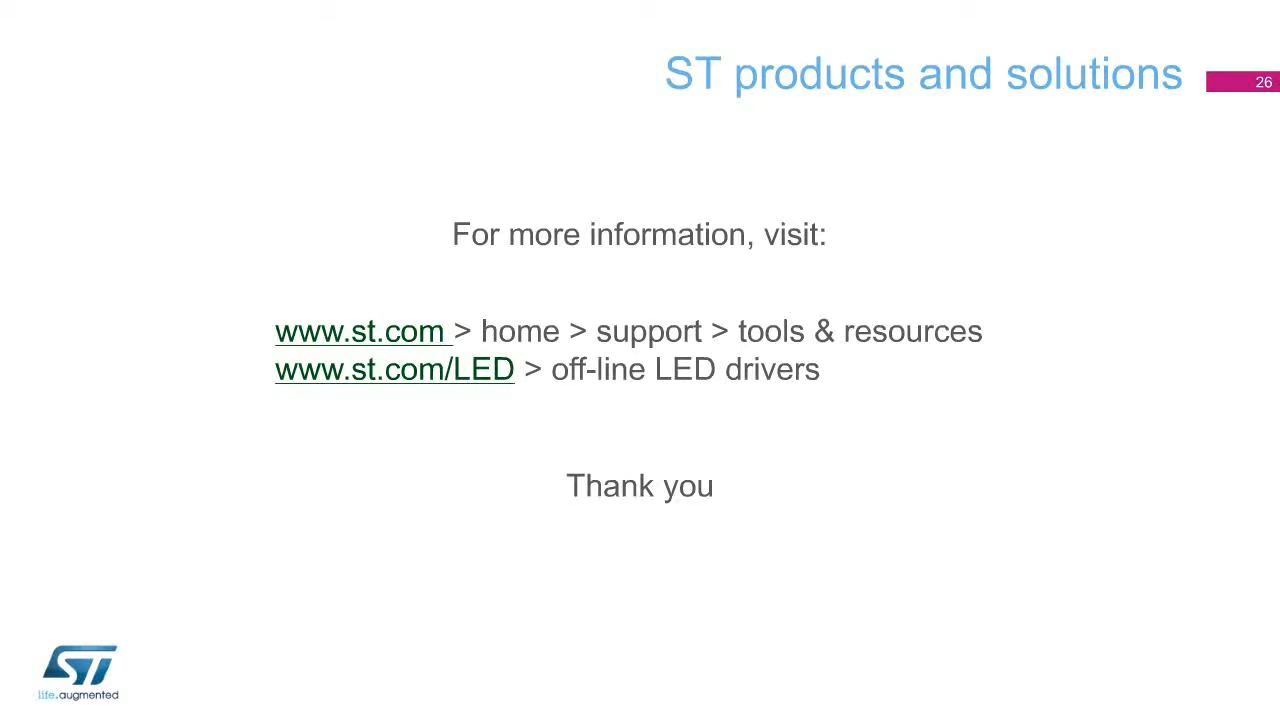 ST products and solutions
26
For more information, visit:
www.st.com > home > support > tools & resources
www.st.com/LED > off-line LED drivers
Thank you
ST
life.augmented